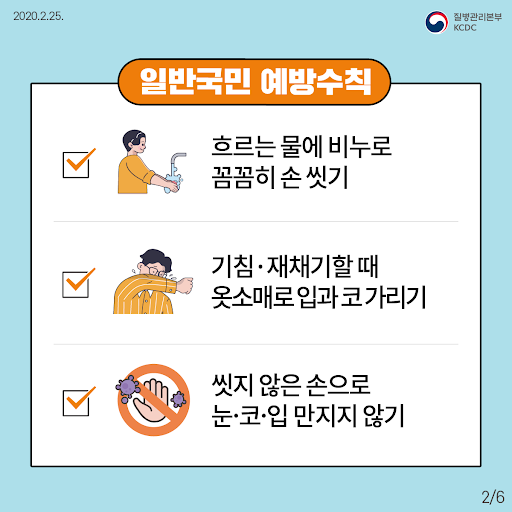 2020.2.25.
질병관리본부
KCDC
일반국민 예방수칙
흐르는 물에 비누로
꼼꼼히 손 씻기
기침·재채기할 때
옷소매로 입과 코 가리기
씻지 않은 손으로
눈·코·입 만지지 않기
2/6